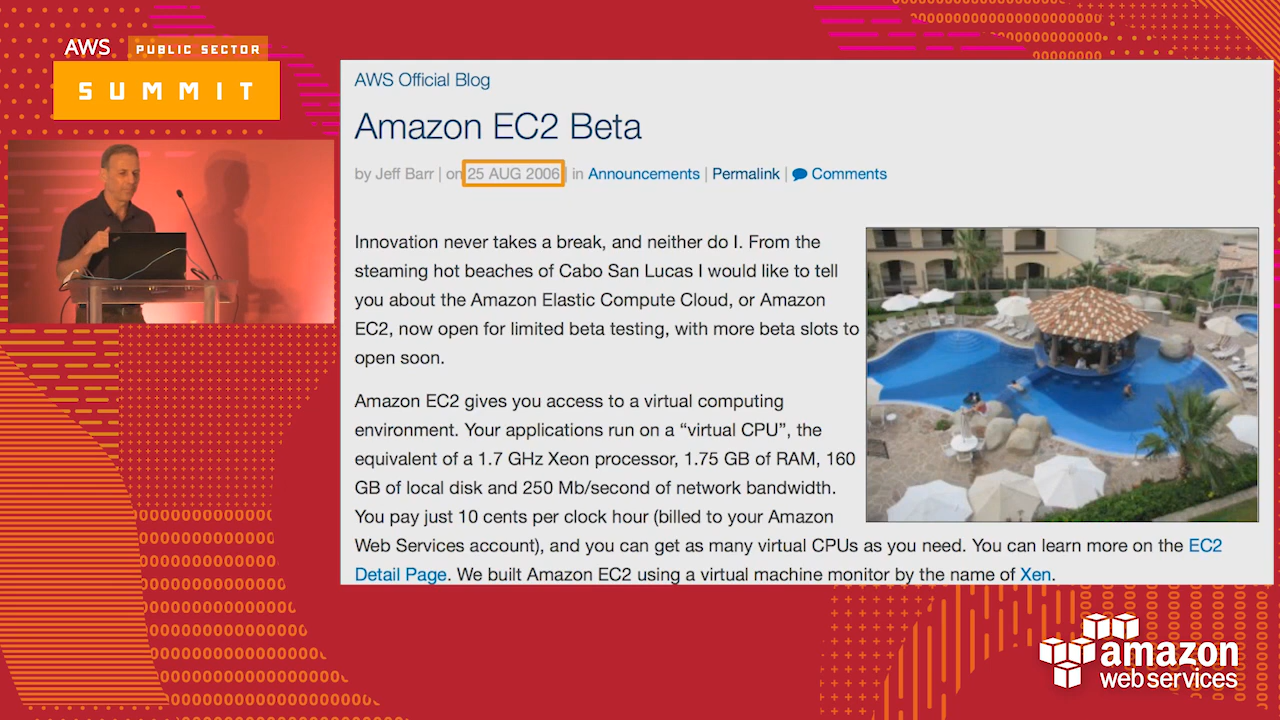 AWS PUBLIC SECTOR
SUMMIT
AWS Official Blog
Amazon EC2 Beta
by Jeff Barr | on 25 AUG 2006 | in Announcements | Permalink | Comments
Innovation never takes a break, and neither do I. From the
steaming hot beaches of Cabo San Lucas I would like to tell
you about the Amazon Elastic Compute Cloud, or Amazon
EC2, now open for limited beta testing, with more beta slots to
open soon.
Amazon EC2 gives you access to a virtual computing
environment. Your applications run on a “virtual CPU”, the
equivalent of a 1.7 GHz Xeon processor, 1.75 GB of RAM, 160
GB of local disk and 250 Mb/second of network bandwidth.
You pay just 10 cents per clock hour (billed to your Amazon
Web Services account), and you can get as many virtual CPUs as you need. You can learn more on the EC2
Detail Page. We built Amazon EC2 using a virtual machine monitor by the name of Xen.
amazon
web services